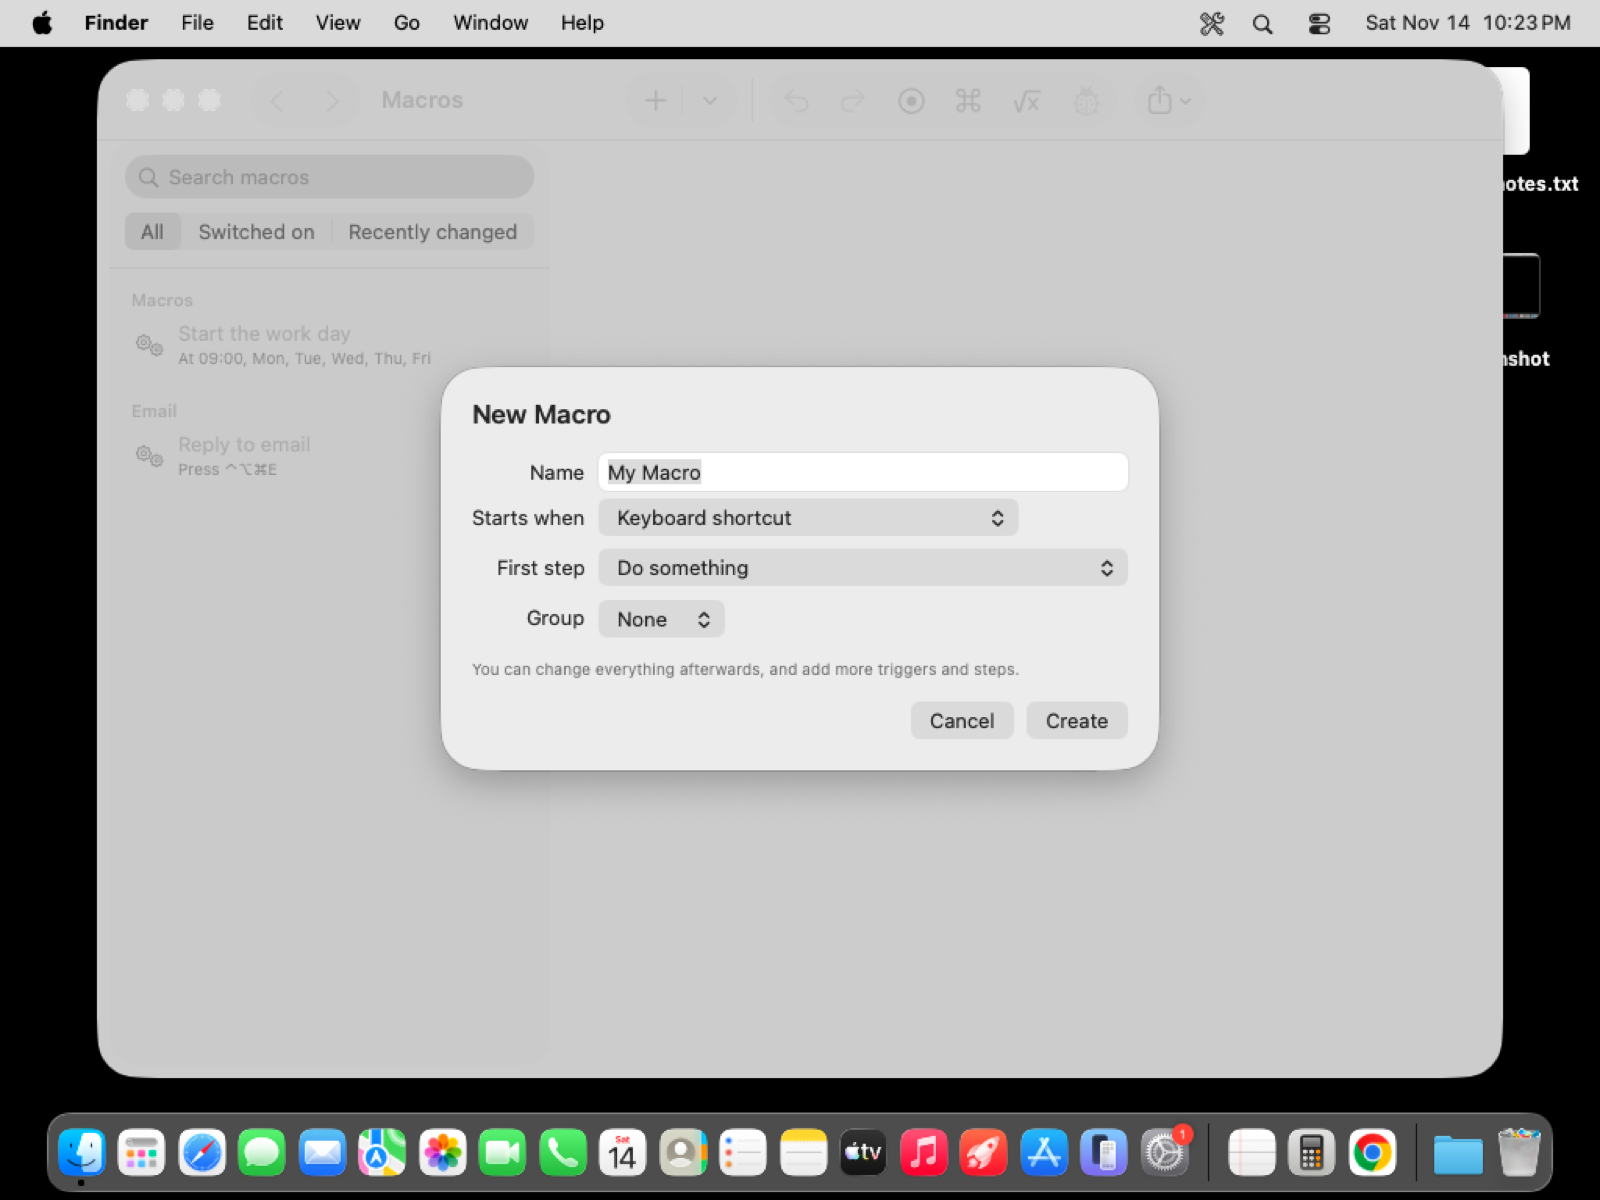 Finder File Edit View Go Window Help Sat Nov 14 10:23 PM
Macros
Search macros
All Switched on Recently changed
Macros
Start the work day
At 09:00, Mon, Tue, Wed, Thu, Fri
Email
Reply to email
Press ^⌥⌘E
New Macro
Name My Macro
Starts when Keyboard shortcut
First step Do something
Group None
You can change everything afterwards, and add more triggers and steps.
Cancel Create
otes.txt
nshot
Sat
14
tv
1